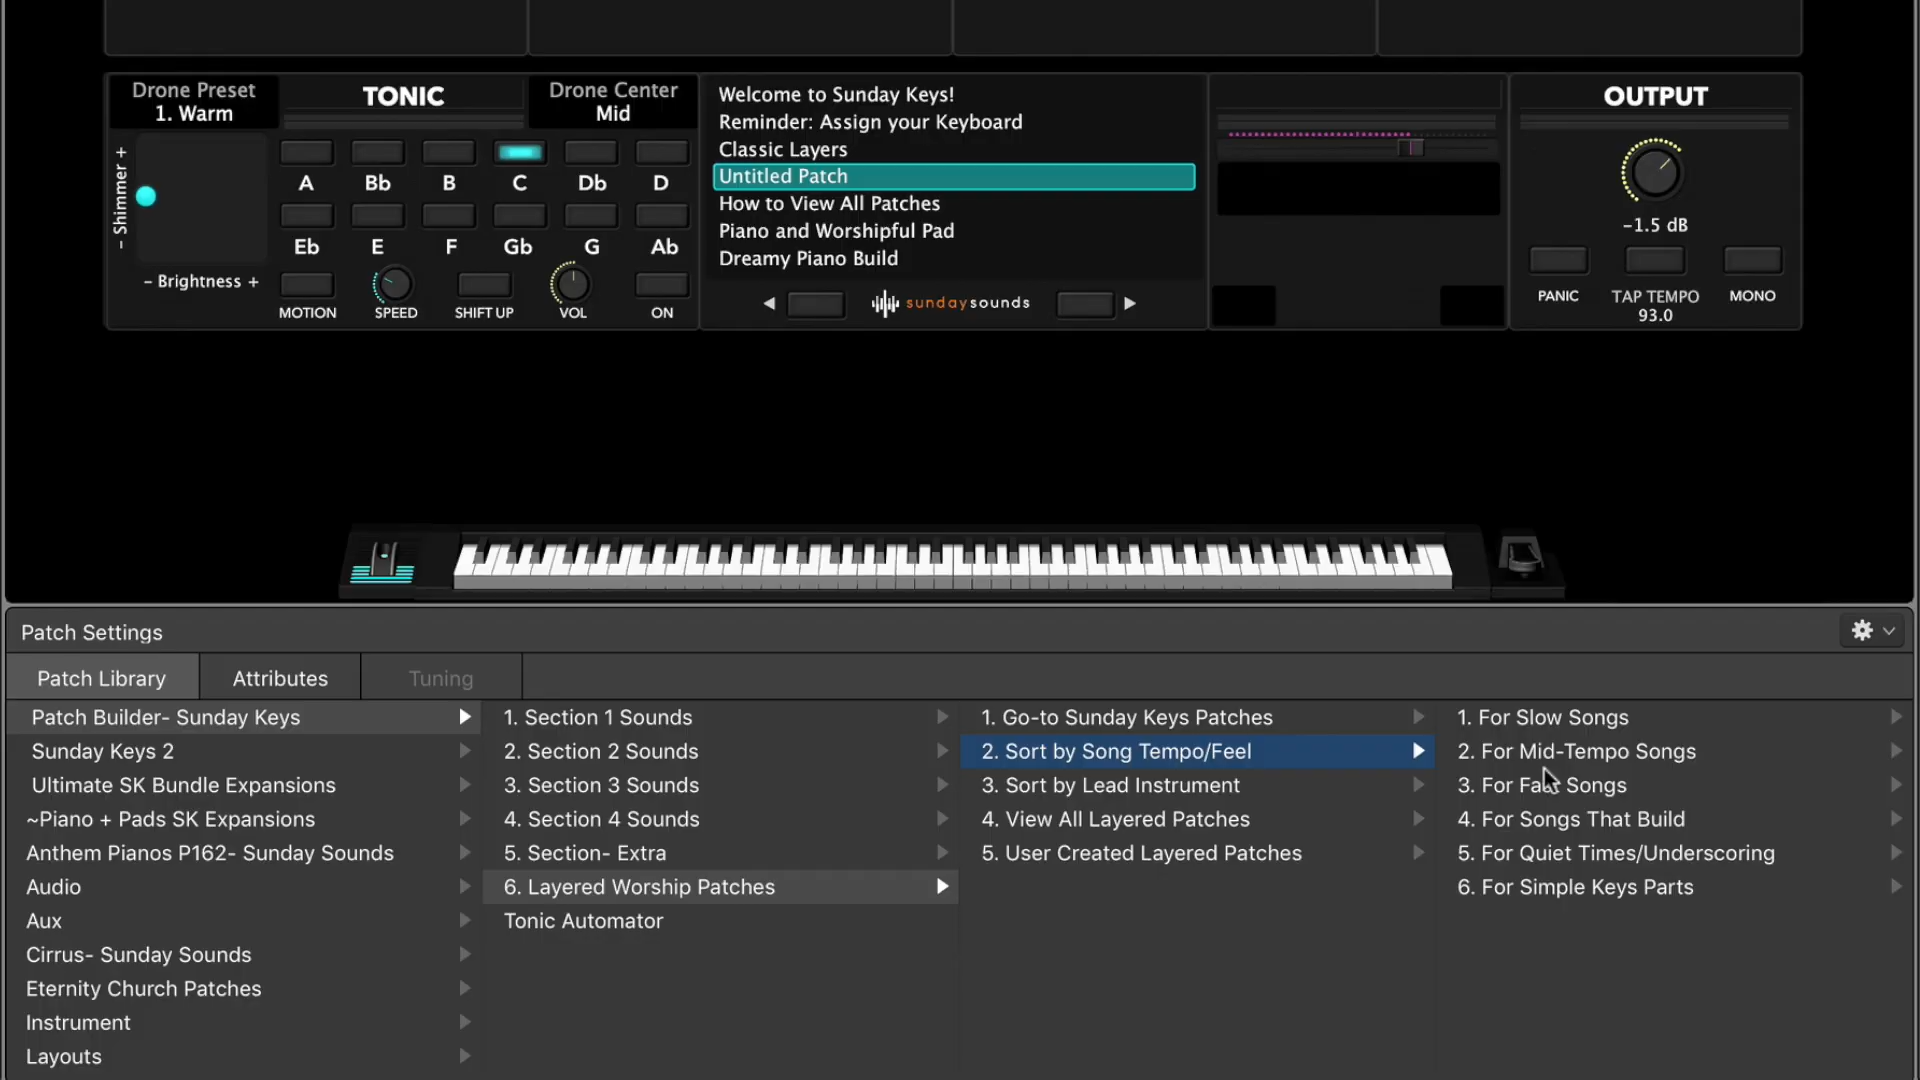 Drone Preset
1. Warm
TONIC
Drone Center
Mid
- Shimmer +
A
Bb
B
C
Db
D
Eb
E
F
Gb
G
Ab
- Brightness +
MOTION
SPEED
SHIFT UP
VOL
ON
Welcome to Sunday Keys!
Reminder: Assign your Keyboard
Classic Layers
Untitled Patch
How to View All Patches
Piano and Worshipful Pad
Dreamy Piano Build
sundaysounds
OUTPUT
-1.5 dB
PANIC
TAP TEMPO
93.0
MONO
Patch Settings
Patch Library
Attributes
Tuning
Patch Builder- Sunday Keys
Sunday Keys 2
Ultimate SK Bundle Expansions
~Piano + Pads SK Expansions
Anthem Pianos P162- Sunday Sounds
Audio
Aux
Cirrus- Sunday Sounds
Eternity Church Patches
Instrument
Layouts
1. Section 1 Sounds
2. Section 2 Sounds
3. Section 3 Sounds
4. Section 4 Sounds
5. Section- Extra
6. Layered Worship Patches
Tonic Automator
1. Go-to Sunday Keys Patches
2. Sort by Song Tempo/Feel
3. Sort by Lead Instrument
4. View All Layered Patches
5. User Created Layered Patches
1. For Slow Songs
2. For Mid-Tempo Songs
3. For Fast Songs
4. For Songs That Build
5. For Quiet Times/Underscoring
6. For Simple Keys Parts